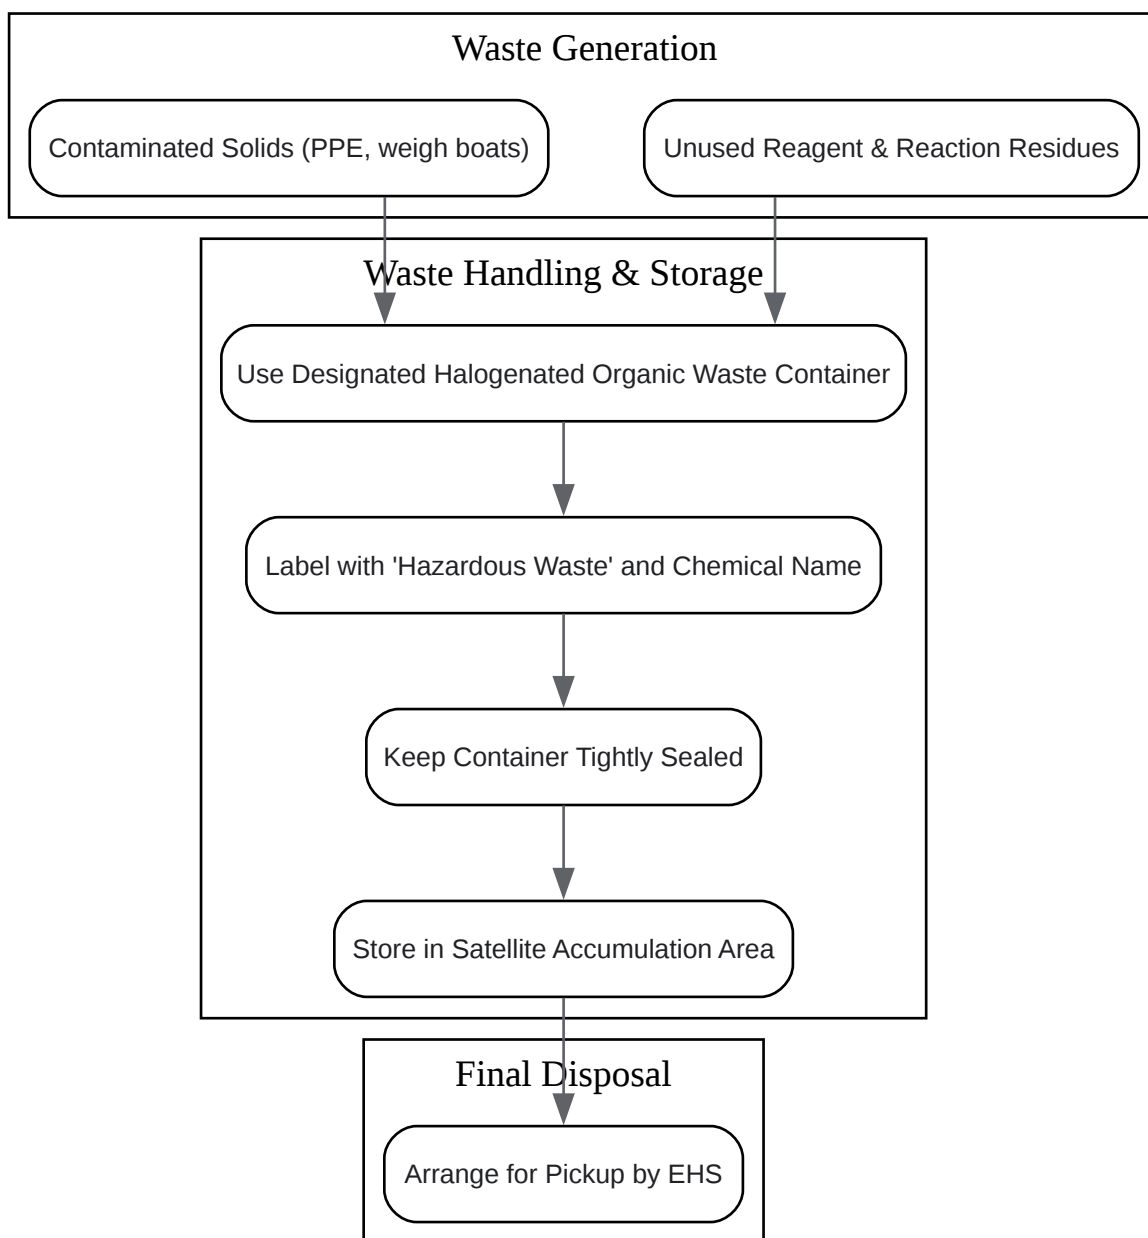 Waste Generation
Contaminated Solids (PPE, weigh boats)
Unused Reagent & Reaction Residues
Waste Handling & Storage
Use Designated Halogenated Organic Waste Container
Label with 'Hazardous Waste' and Chemical Name
Keep Container Tightly Sealed
Store in Satellite Accumulation Area
Final Disposal
Arrange for Pickup by EHS